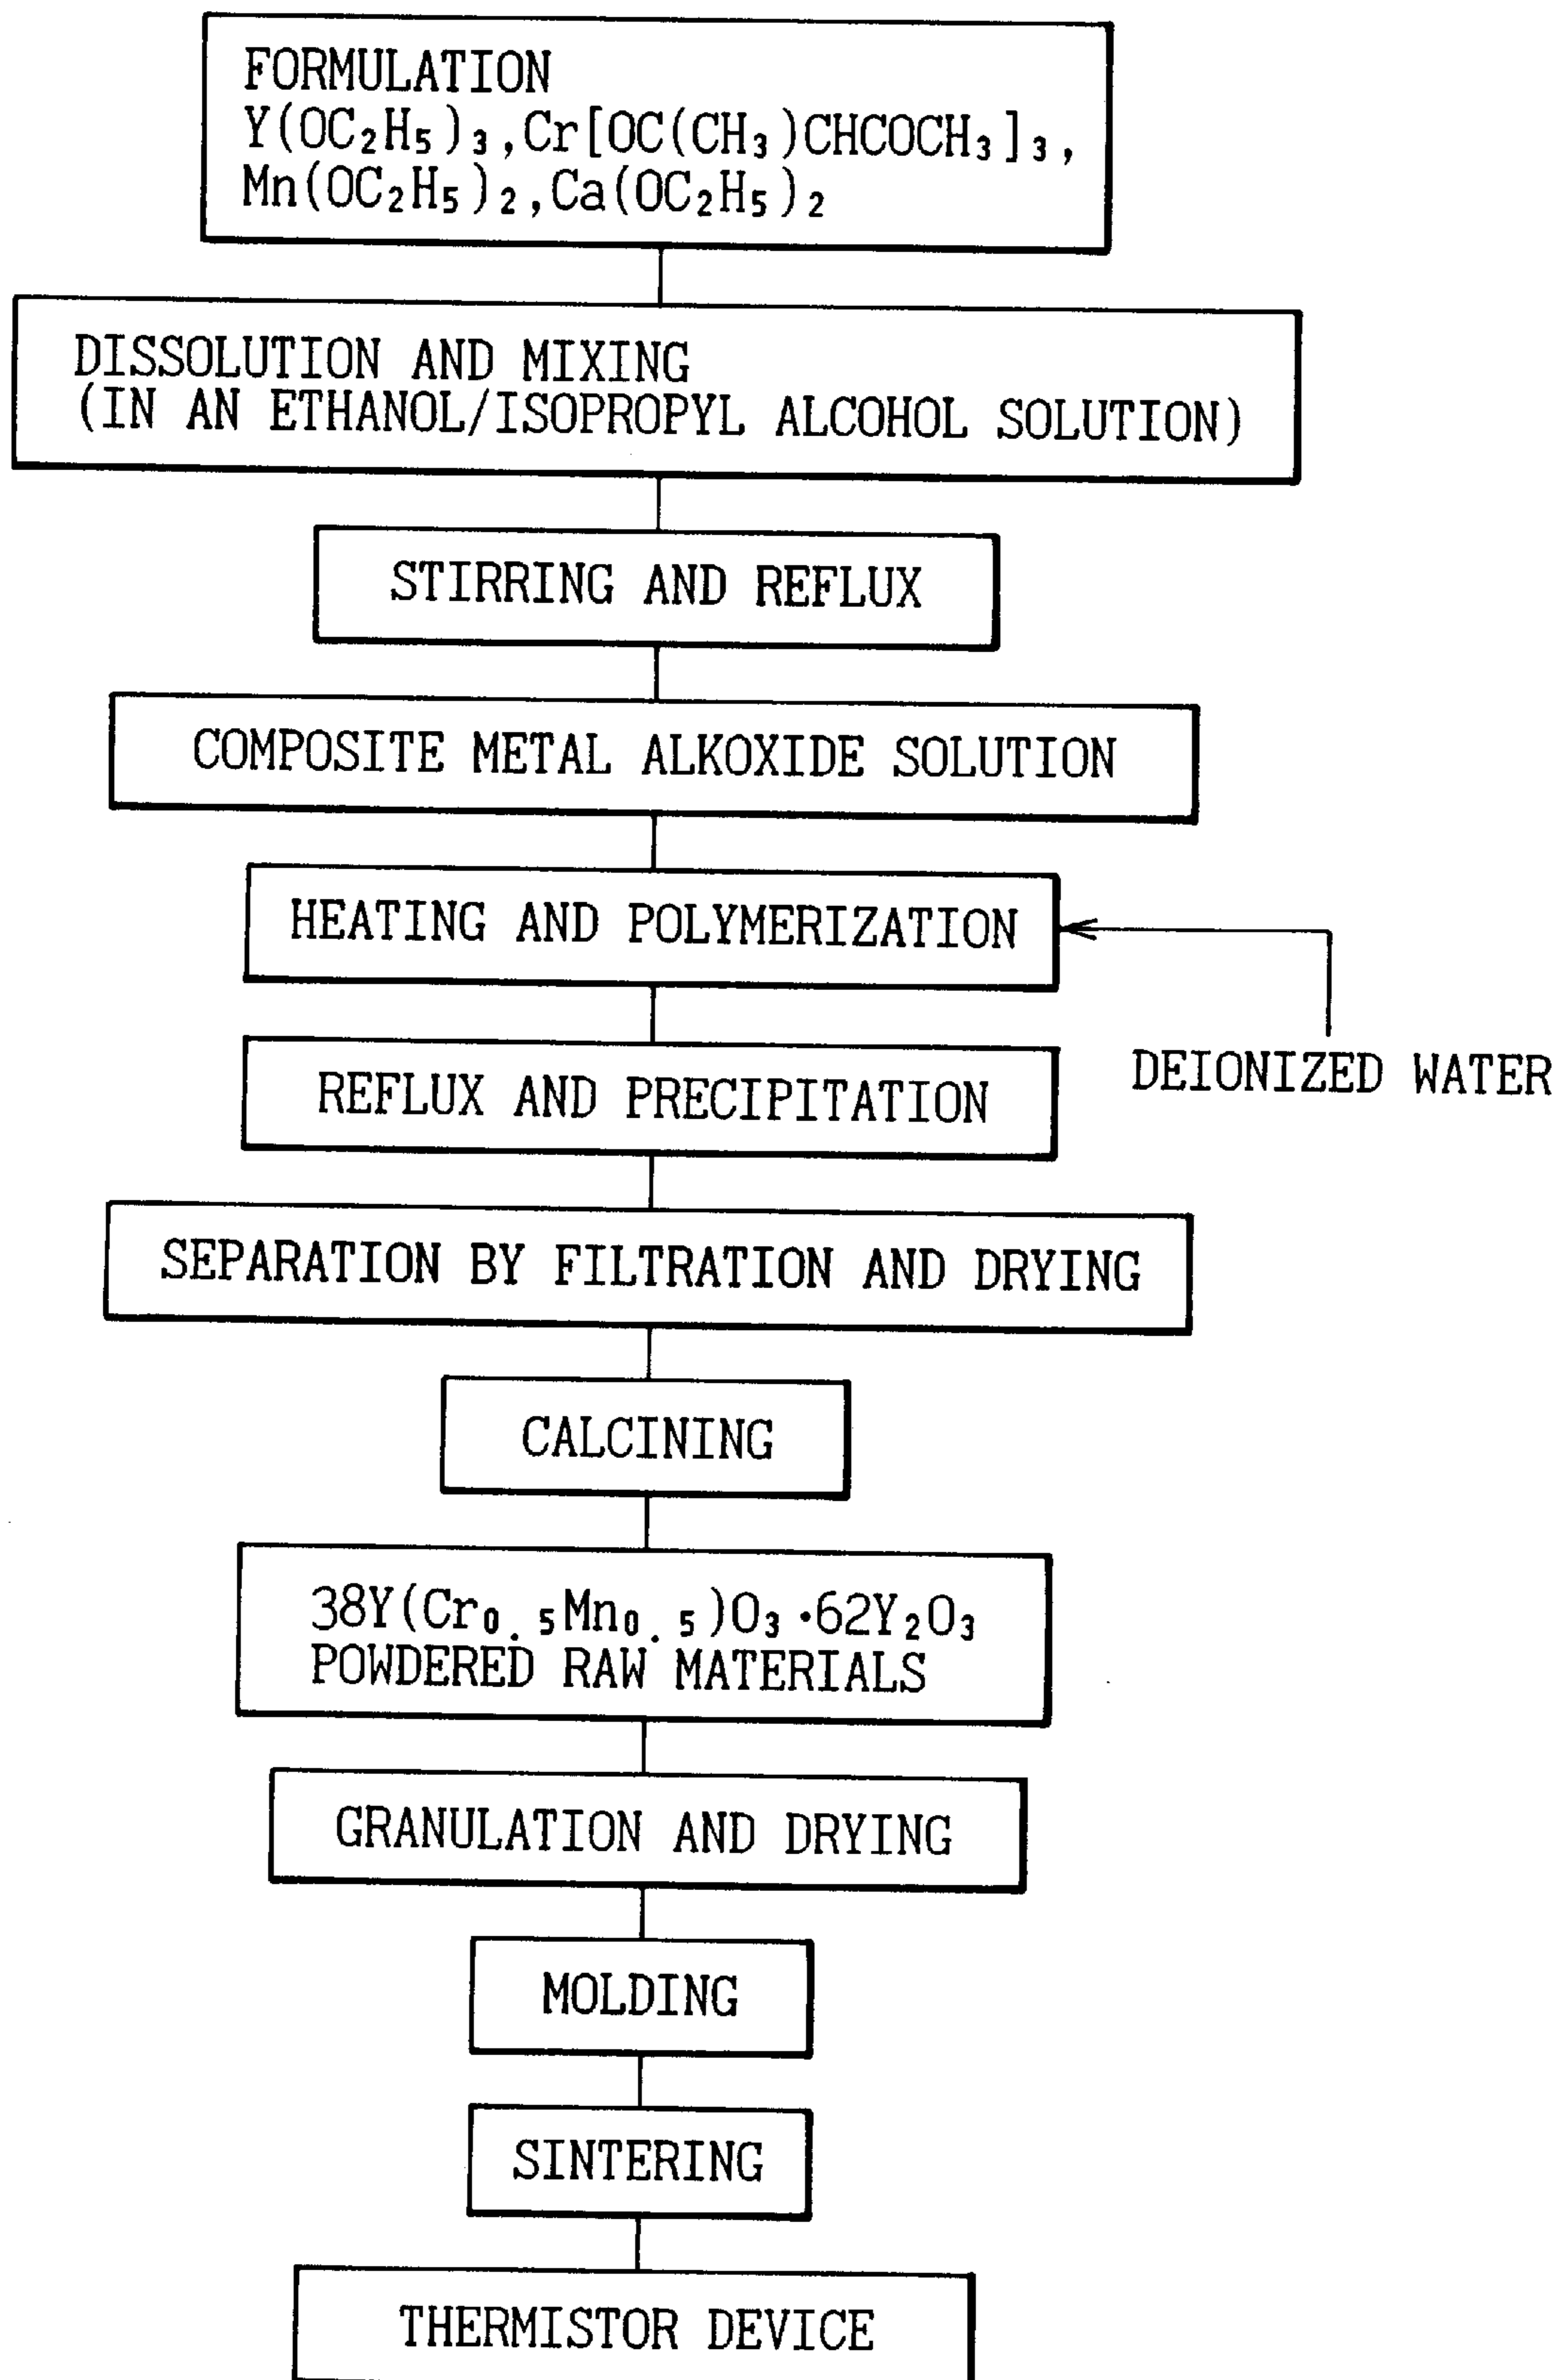 FORMULATION
Y(OC₂H₅)₃,Cr[OC(CH₃)CHCOCH₃]₃,
Mn(OC₂H₅)₂,Ca(OC₂H₅)₂
DISSOLUTION AND MIXING
(IN AN ETHANOL/ISOPROPYL ALCOHOL SOLUTION)
STIRRING AND REFLUX
COMPOSITE METAL ALKOXIDE SOLUTION
HEATING AND POLYMERIZATION
DEIONIZED WATER
REFLUX AND PRECIPITATION
SEPARATION BY FILTRATION AND DRYING
CALCINING
38Y(Cr₀.₅Mn₀.₅)O₃·62Y₂O₃
POWDERED RAW MATERIALS
GRANULATION AND DRYING
MOLDING
SINTERING
THERMISTOR DEVICE